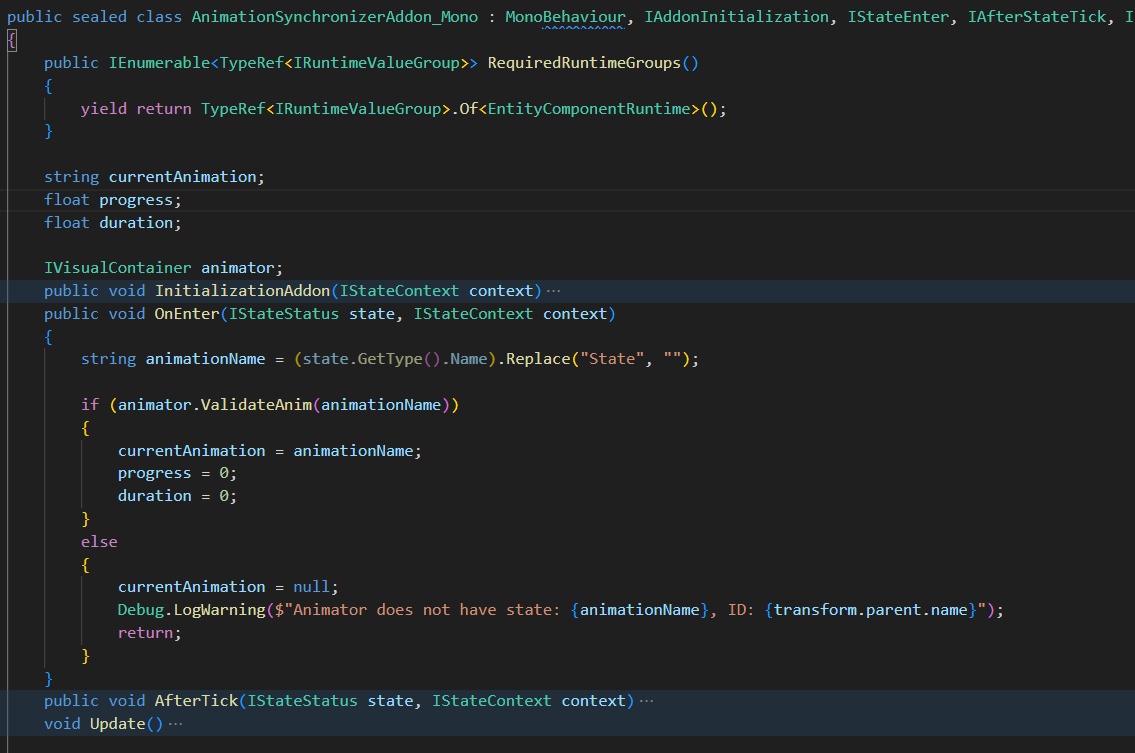 public sealed class AnimationSynchronizerAddon_Mono : MonoBehaviour, IAddonInitialization, IStateEnter, IAfterStateTick, I
{
public IEnumerable<TypeRef<IRuntimeValueGroup>> RequiredRuntimeGroups()
{
yield return TypeRef<IRuntimeValueGroup>.Of<EntityComponentRuntime>();
}
string currentAnimation;
float progress;
float duration;
IVisualContainer animator;
public void InitializationAddon(IStateContext context) ···
public void OnEnter(IStateStatus state, IStateContext context)
{
string animationName = (state.GetType().Name).Replace("State", "");
if (animator.ValidateAnim(animationName))
{
currentAnimation = animationName;
progress = 0;
duration = 0;
}
else
{
currentAnimation = null;
Debug.LogWarning($"Animator does not have state: {animationName}, ID: {transform.parent.name}");
return;
}
}
public void AfterTick(IStateStatus state, IStateContext context) ···
void Update() ···